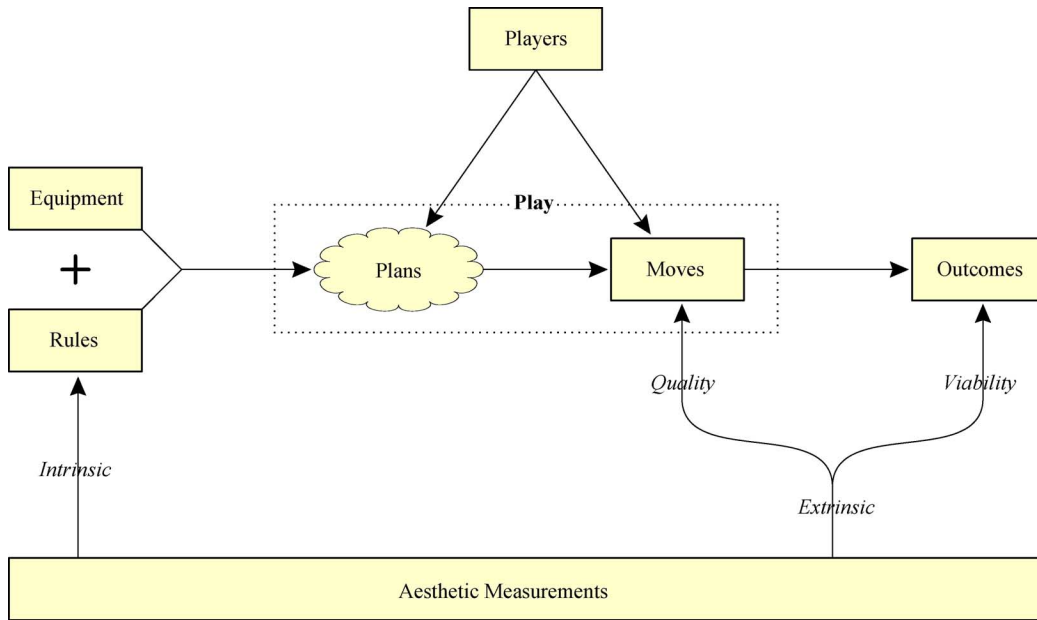 Players
Equipment
+
Rules
Play
Plans
Moves
Outcomes
Quality
Viability
Intrinsic
Extrinsic
Aesthetic Measurements